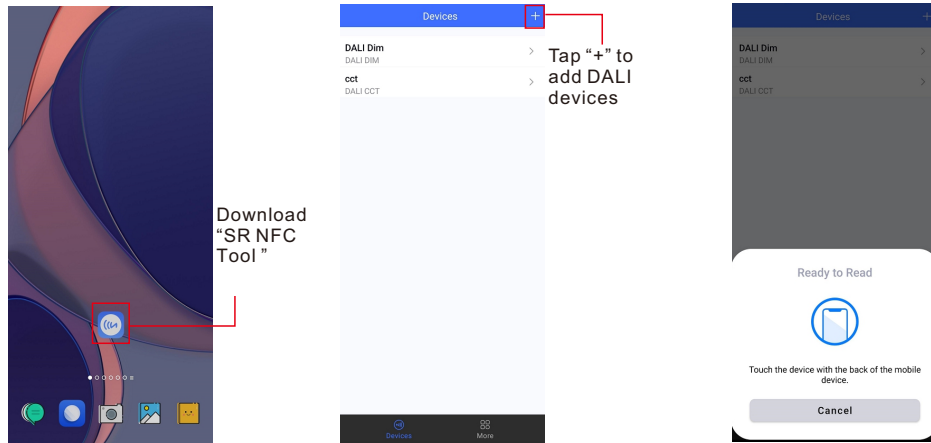 Download
“SR NFC
Tool ”
Devices
+
DALI Dim
DALI DIM
cct
DALI CCT
Devices
More
Tap “+” to
add DALI
devices
Devices
+
DALI Dim
DALI DIM
cct
DALI CCT
Ready to Read
Touch the device with the back of the mobile
device.
Cancel